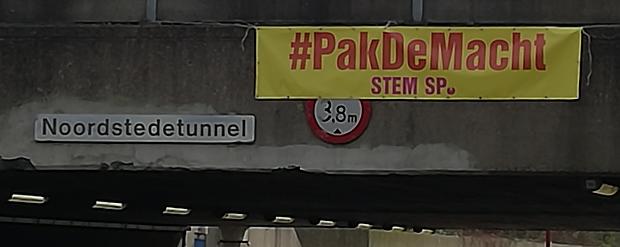 #PakDeMacht
STEM SP.
3,8m
Noordstedetunnel